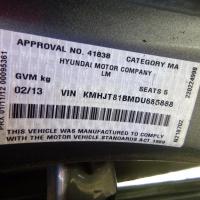 APPROVAL NO. 41838 CATEGORY MA
HYUNDAI MOTOR COMPANY
LM
GVM kg SEATS 5
02/13 VIN KMHJT81BMDU685888
THIS VEHICLE WAS MANUFACTURED
TO COMPLY WITH THE MOTOR VEHICLE
STANDARDS ACT 1989